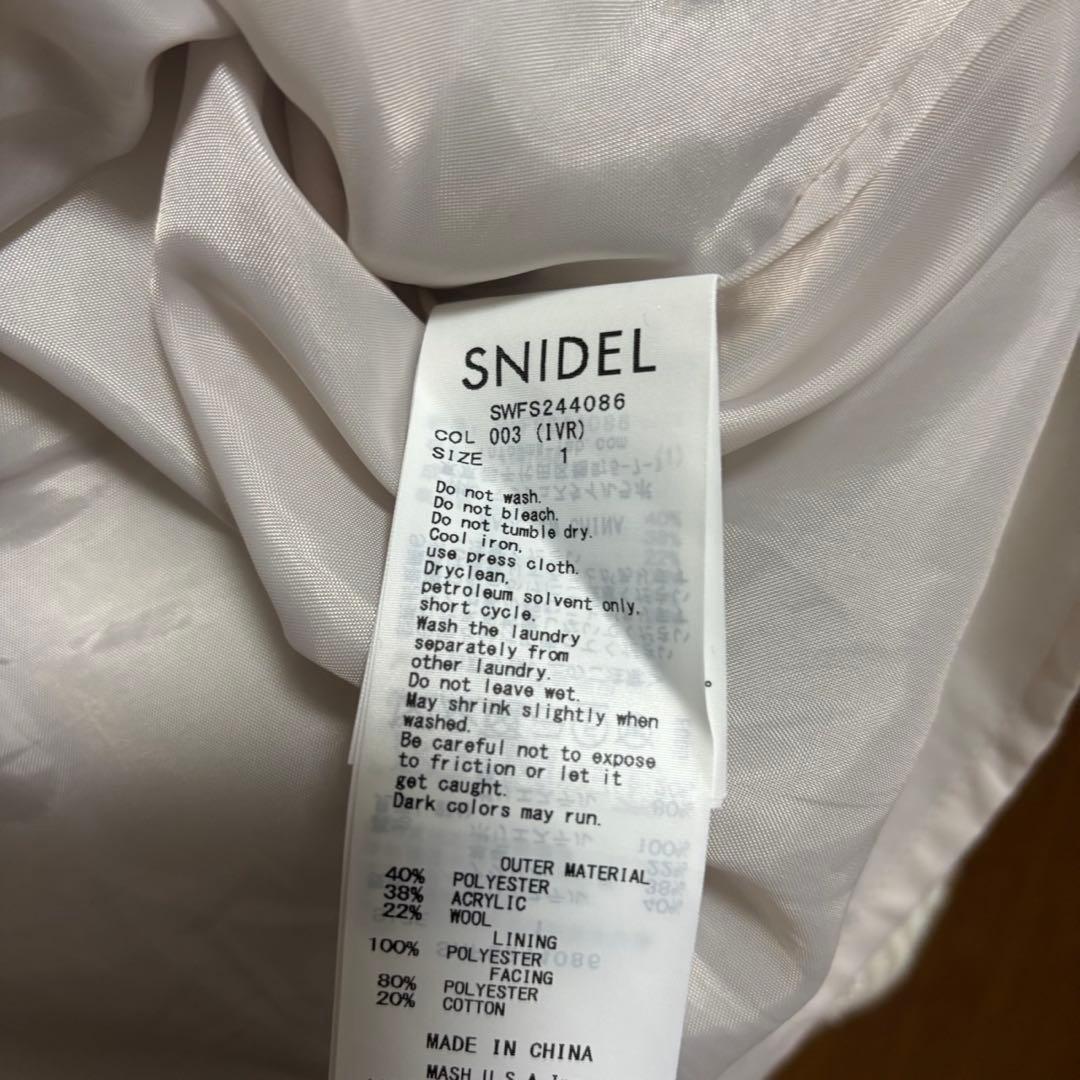 SNIDEL
SWFS244086
COL 003 (IVR)
SIZE 1
Do not wash.
Do not bleach.
Do not tumble dry.
Cool iron,
use press cloth.
Dryclean,
petroleum solvent only,
short cycle.
Wash the laundry
separately from
other laundry.
Do not leave wet.
May shrink slightly when
washed.
Be careful not to expose
to friction or let it
get caught.
Dark colors may run.
OUTER MATERIAL
40% POLYESTER
38% ACRYLIC
22% WOOL
LINING
100% POLYESTER
FACING
80% POLYESTER
20% COTTON
MADE IN CHINA
MASH U.S.A